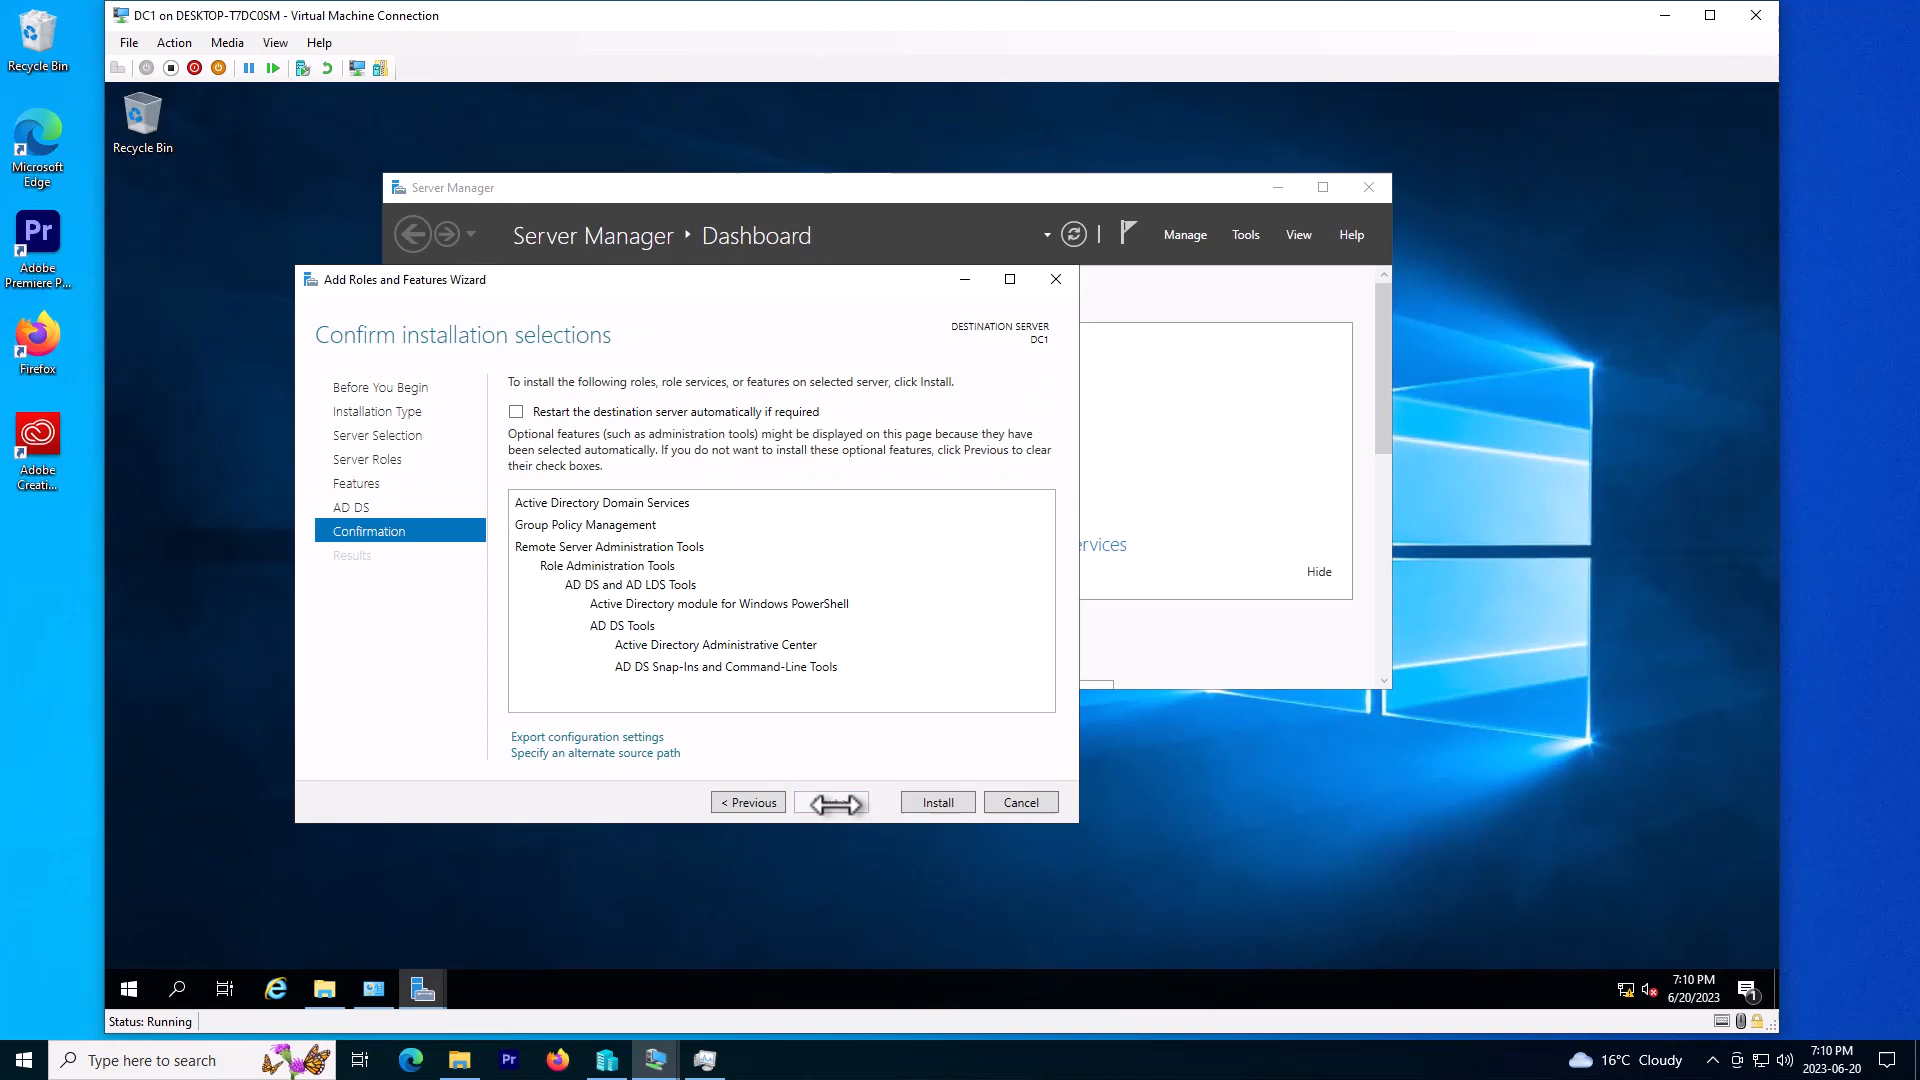 Recycle Bin
Microsoft
Edge
Pr
Adobe
Premiere P...
Firefox
Adobe
Creati...
DC1 on DESKTOP-T7DC0SM - Virtual Machine Connection
File Action Media View Help
Recycle Bin
Server Manager
Server Manager ‣ Dashboard
Manage Tools View Help
Add Roles and Features Wizard
Confirm installation selections
DESTINATION SERVER
DC1
Before You Begin
Installation Type
Server Selection
Server Roles
Features
AD DS
Confirmation
Results
To install the following roles, role services, or features on selected server, click Install.
Restart the destination server automatically if required
Optional features (such as administration tools) might be displayed on this page because they have
been selected automatically. If you do not want to install these optional features, click Previous to clear
their check boxes.
Active Directory Domain Services
Group Policy Management
Remote Server Administration Tools
Role Administration Tools
AD DS and AD LDS Tools
Active Directory module for Windows PowerShell
AD DS Tools
Active Directory Administrative Center
AD DS Snap-Ins and Command-Line Tools
Export configuration settings
Specify an alternate source path
< Previous
Install
Cancel
ervices
Hide
7:10 PM
6/20/2023
1
Status: Running
Type here to search
Pr
16°C Cloudy
7:10 PM
2023-06-20